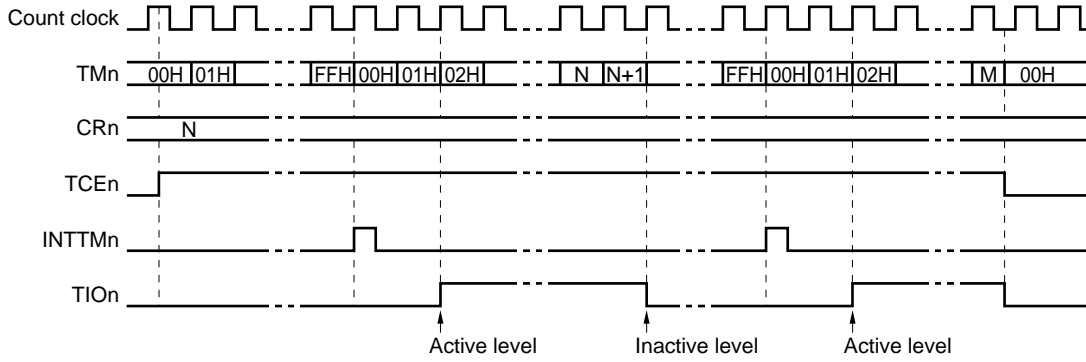 Count clock
TMn 00H 01H FFH 00H 01H 02H N N+1 FFH 00H 01H 02H M 00H
CRn N
TCEn
INTTMn
TIOn
Active level Inactive level Active level